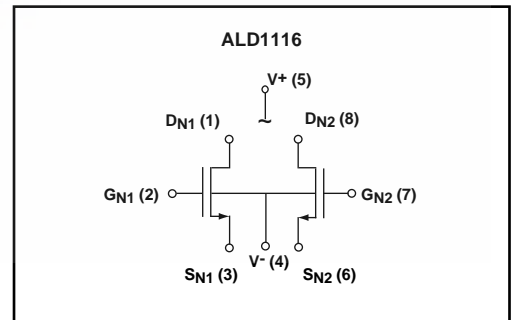 ALD1116
V+ (5)
~
DN1 (1)
DN2 (8)
GN1 (2)
GN2 (7)
V- (4)
SN1 (3)
SN2 (6)